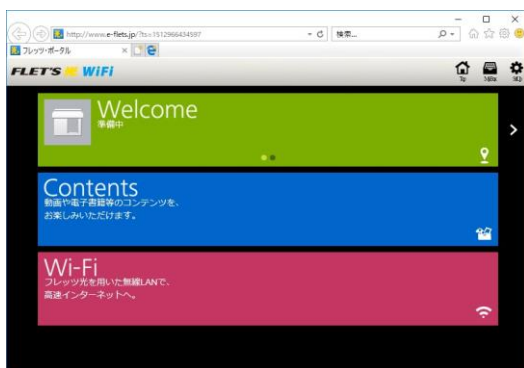 http://www.e-flets.jp/?ts=1512966434597
検索...
フレッツ・ポータル
FLET'S WiFi
Welcome
準備中
Contents
動画や電子書籍等のコンテンツを、
お楽しみいただけます。
Wi-Fi
フレッツ光を用いた無線LANで、
高速インターネットへ。